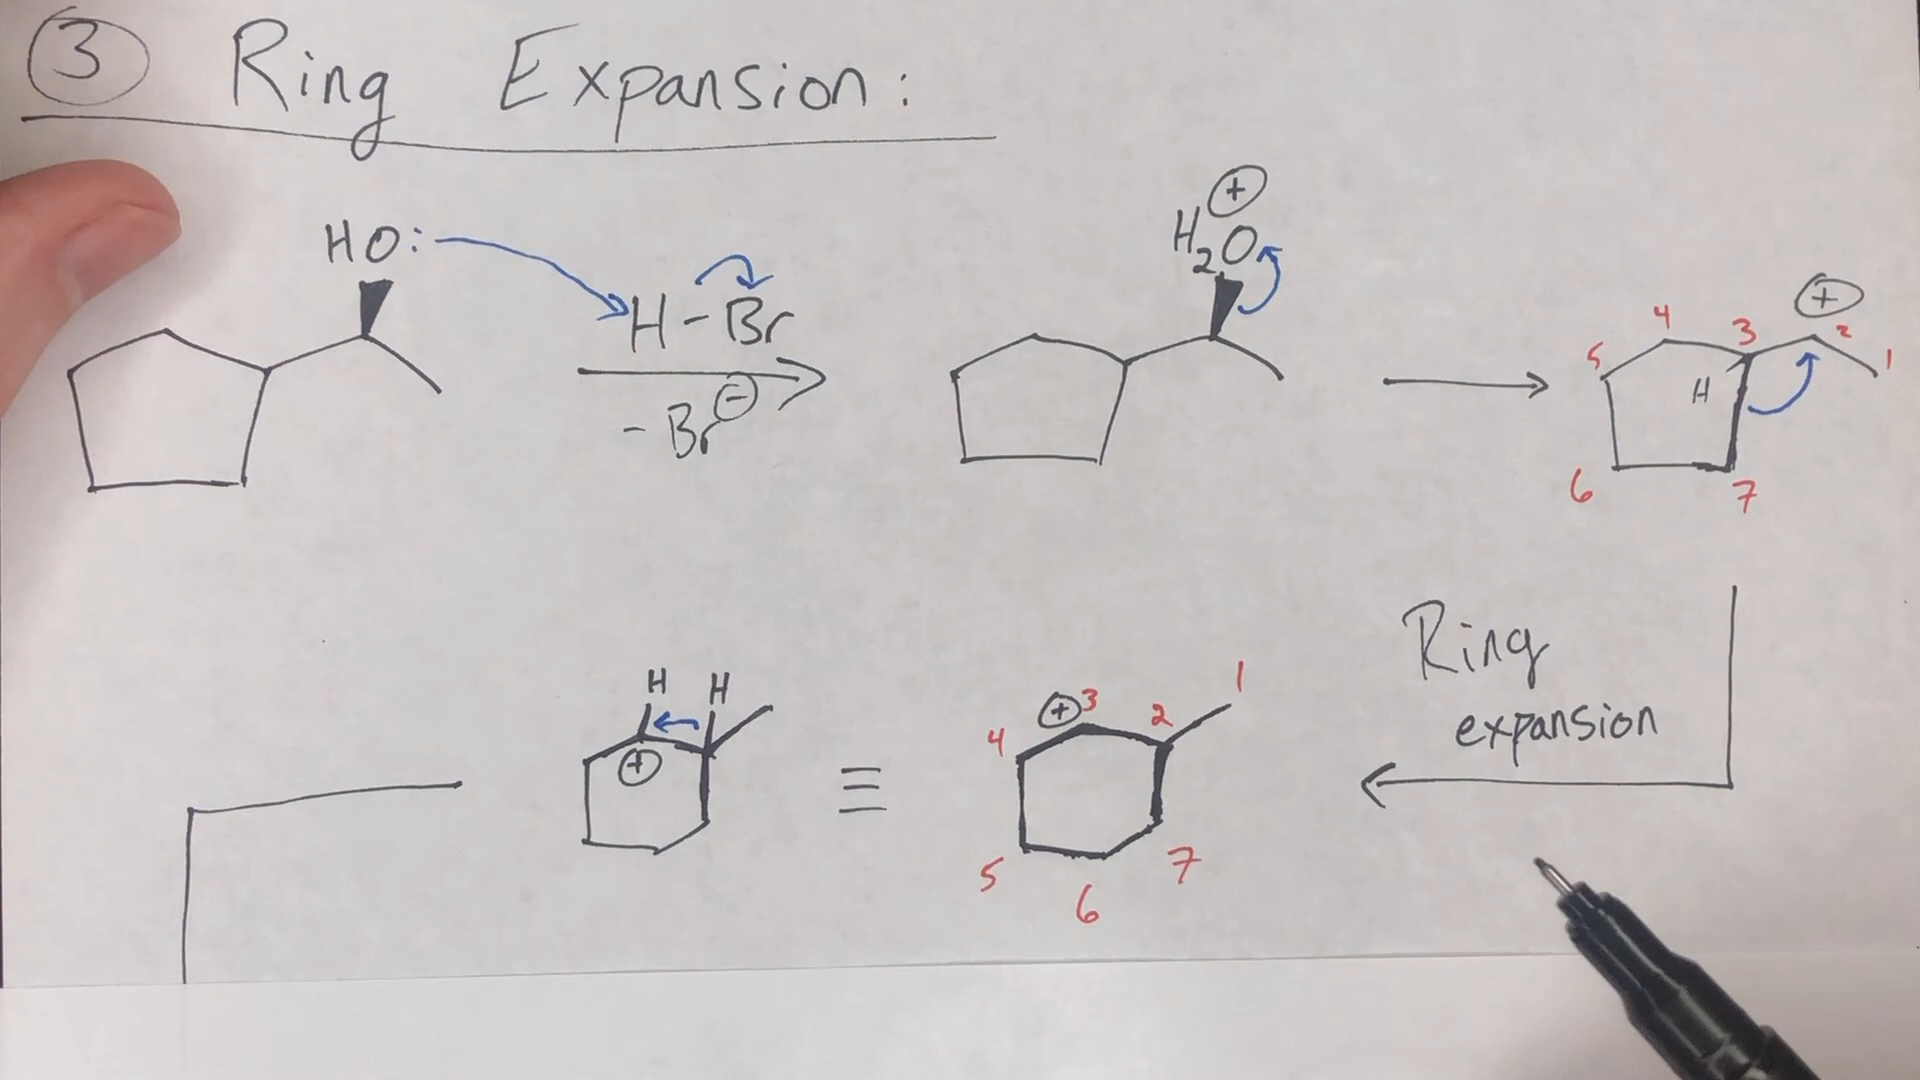 ③ Ring Expansion:
HO:
H-Br
-Br⊖
⊕
H₂O
⊕
4 3 2 1
5
H
6 7
Ring
expansion
H H
⊕
≡
⊕ 3 2 1
4
5 6 7